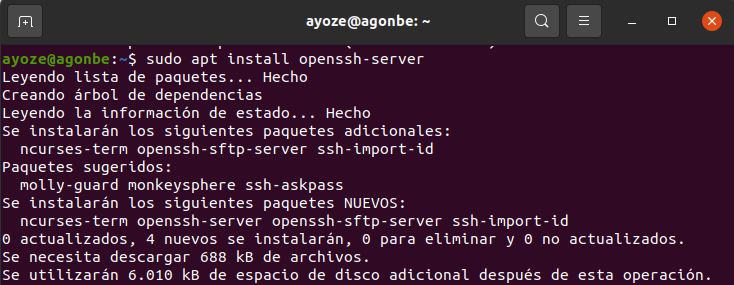 ayoze@agonbe: ~
ayoze@agonbe:~$ sudo apt install openssh-server
Leyendo lista de paquetes... Hecho
Creando árbol de dependencias
Leyendo la información de estado... Hecho
Se instalarán los siguientes paquetes adicionales:
  ncurses-term openssh-sftp-server ssh-import-id
Paquetes sugeridos:
  molly-guard monkeysphere ssh-askpass
Se instalarán los siguientes paquetes NUEVOS:
  ncurses-term openssh-server openssh-sftp-server ssh-import-id
0 actualizados, 4 nuevos se instalarán, 0 para eliminar y 0 no actualizados.
Se necesita descargar 688 kB de archivos.
Se utilizarán 6.010 kB de espacio de disco adicional después de esta operación.